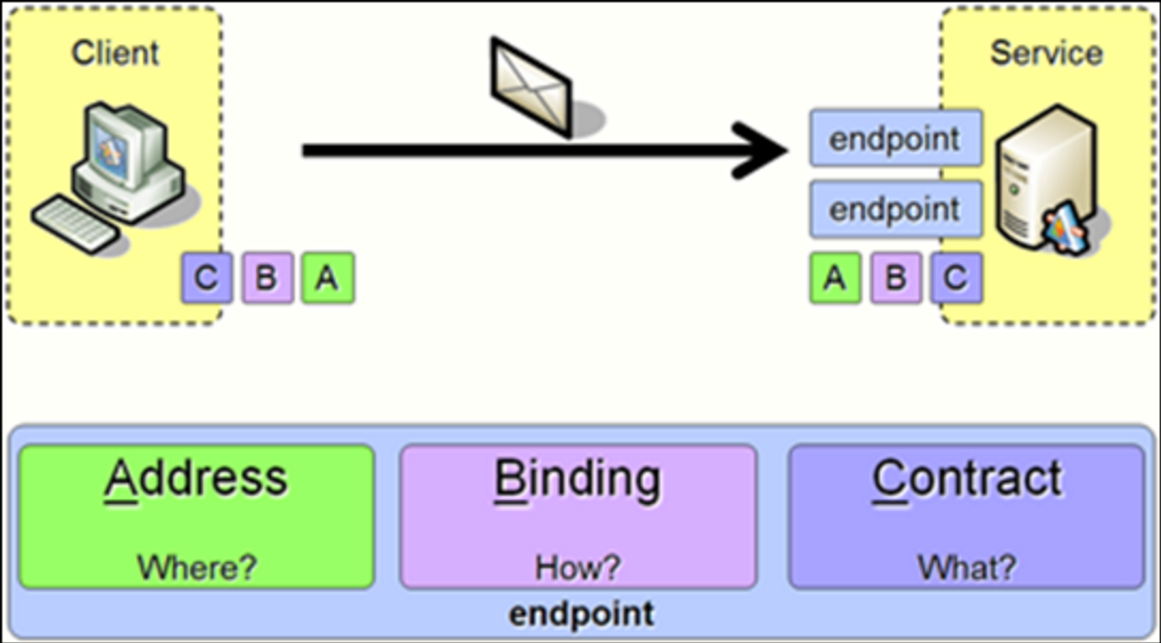 Client
Service
endpoint
endpoint
C B A
A B C
Address
Where?
Binding
How?
Contract
What?
endpoint